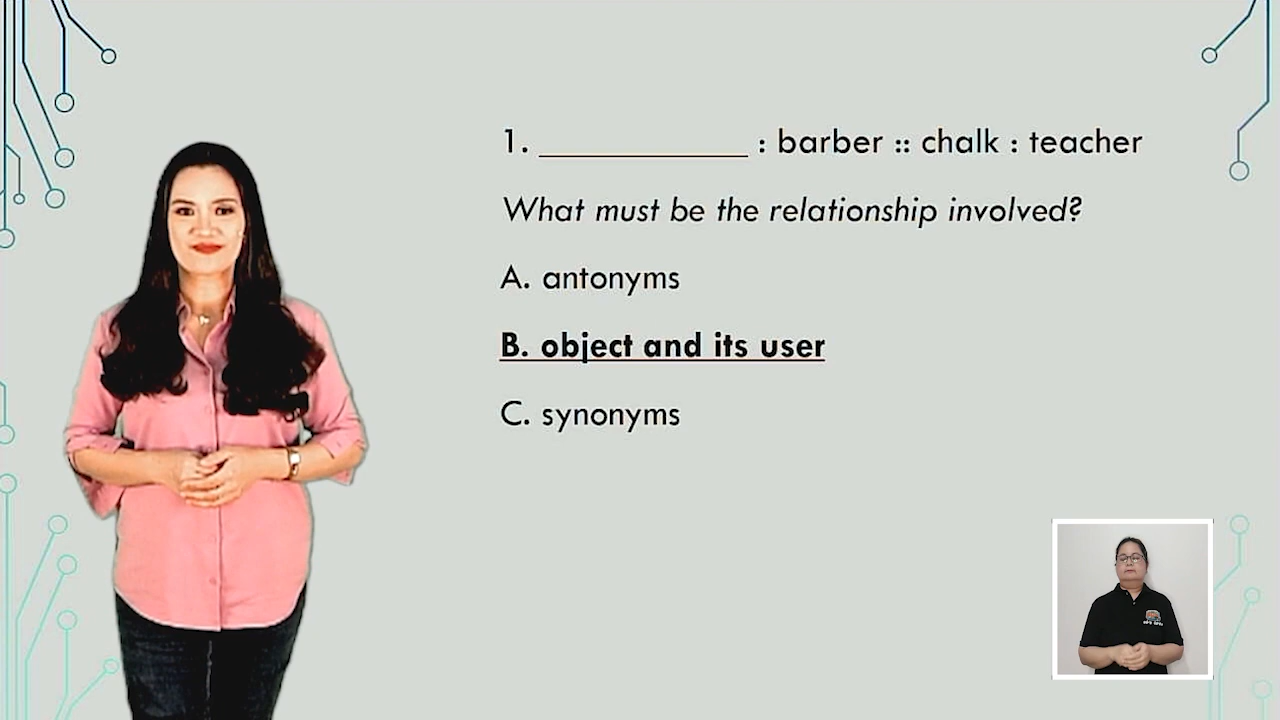 1. ____________ : barber :: chalk : teacher
What must be the relationship involved?
A. antonyms
B. object and its user
C. synonyms